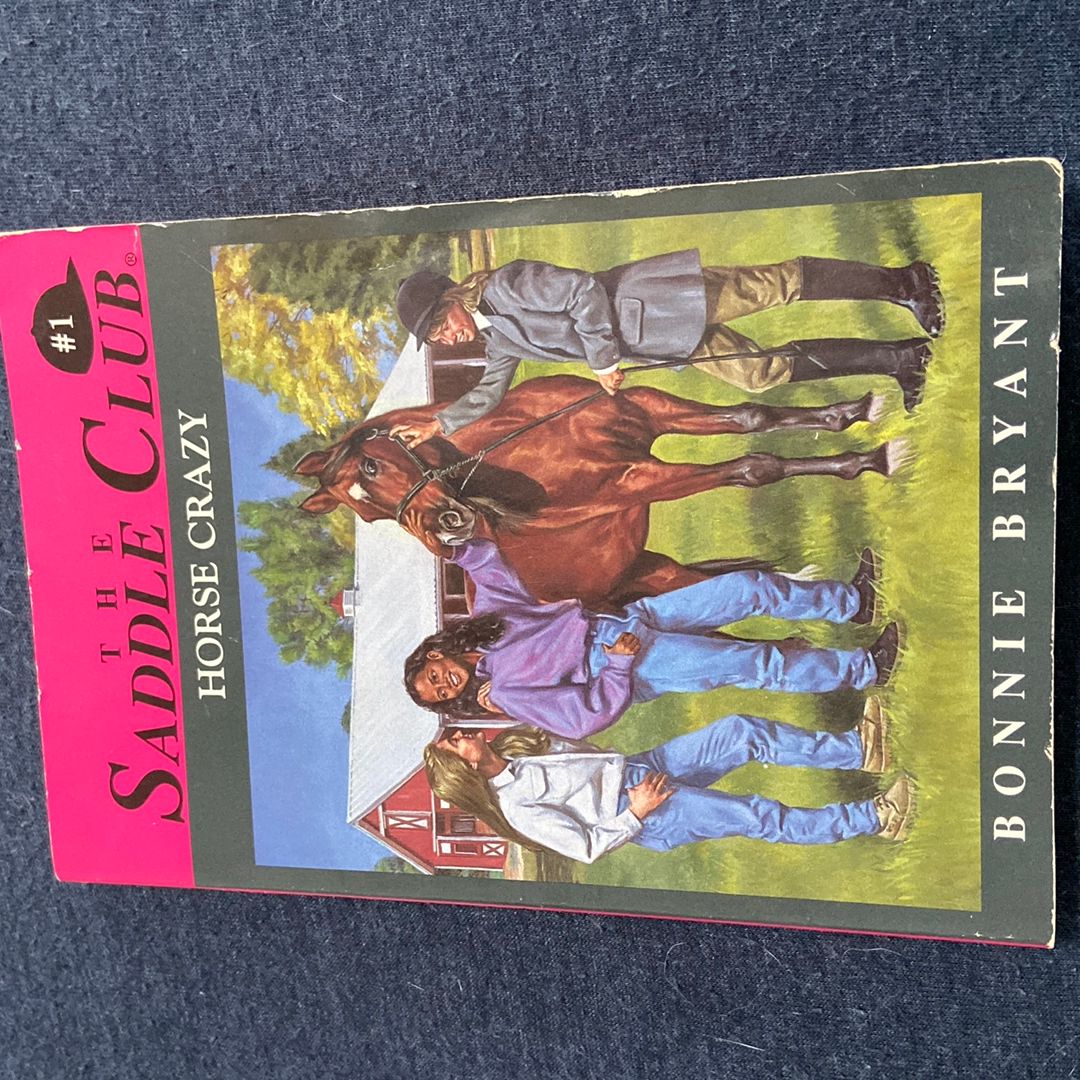 #1
THE
SADDLE CLUB®
HORSE CRAZY
BONNIE BRYANT